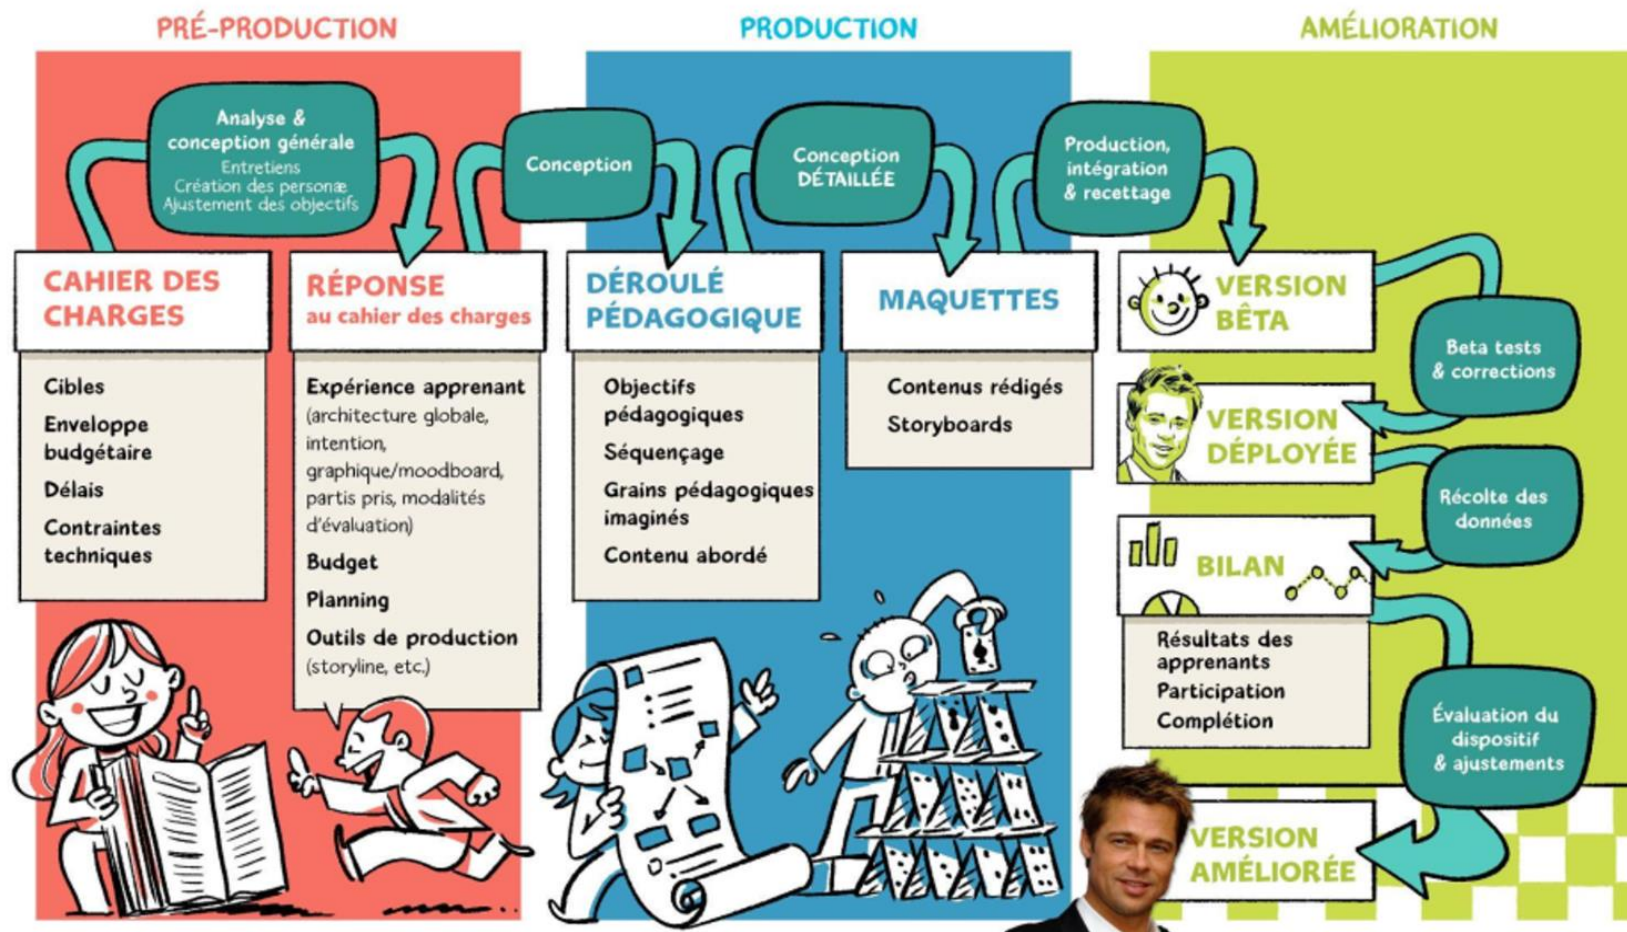 PRÉ-PRODUCTION
PRODUCTION
AMÉLIORATION
Analyse &
conception générale
Entretiens
Création des personæ
Ajustement des objectifs
Conception
Conception
DÉTAILLÉE
Production,
intégration
& recettage
CAHIER DES
CHARGES
Cibles
Enveloppe
budgétaire
Délais
Contraintes
techniques
RÉPONSE
au cahier des charges
Expérience apprenant
(architecture globale,
intention,
graphique/moodboard,
partis pris, modalités
d'évaluation)
Budget
Planning
Outils de production
(storyline, etc.)
DÉROULÉ
PÉDAGOGIQUE
Objectifs
pédagogiques
Séquençage
Grains pédagogiques
imaginés
Contenu abordé
MAQUETTES
Contenus rédigés
Storyboards
VERSION
BÊTA
Beta tests
& corrections
VERSION
DÉPLOYÉE
Récolte des
données
BILAN
Résultats des
apprenants
Participation
Complétion
Évaluation du
dispositif
& ajustements
VERSION
AMÉLIORÉE